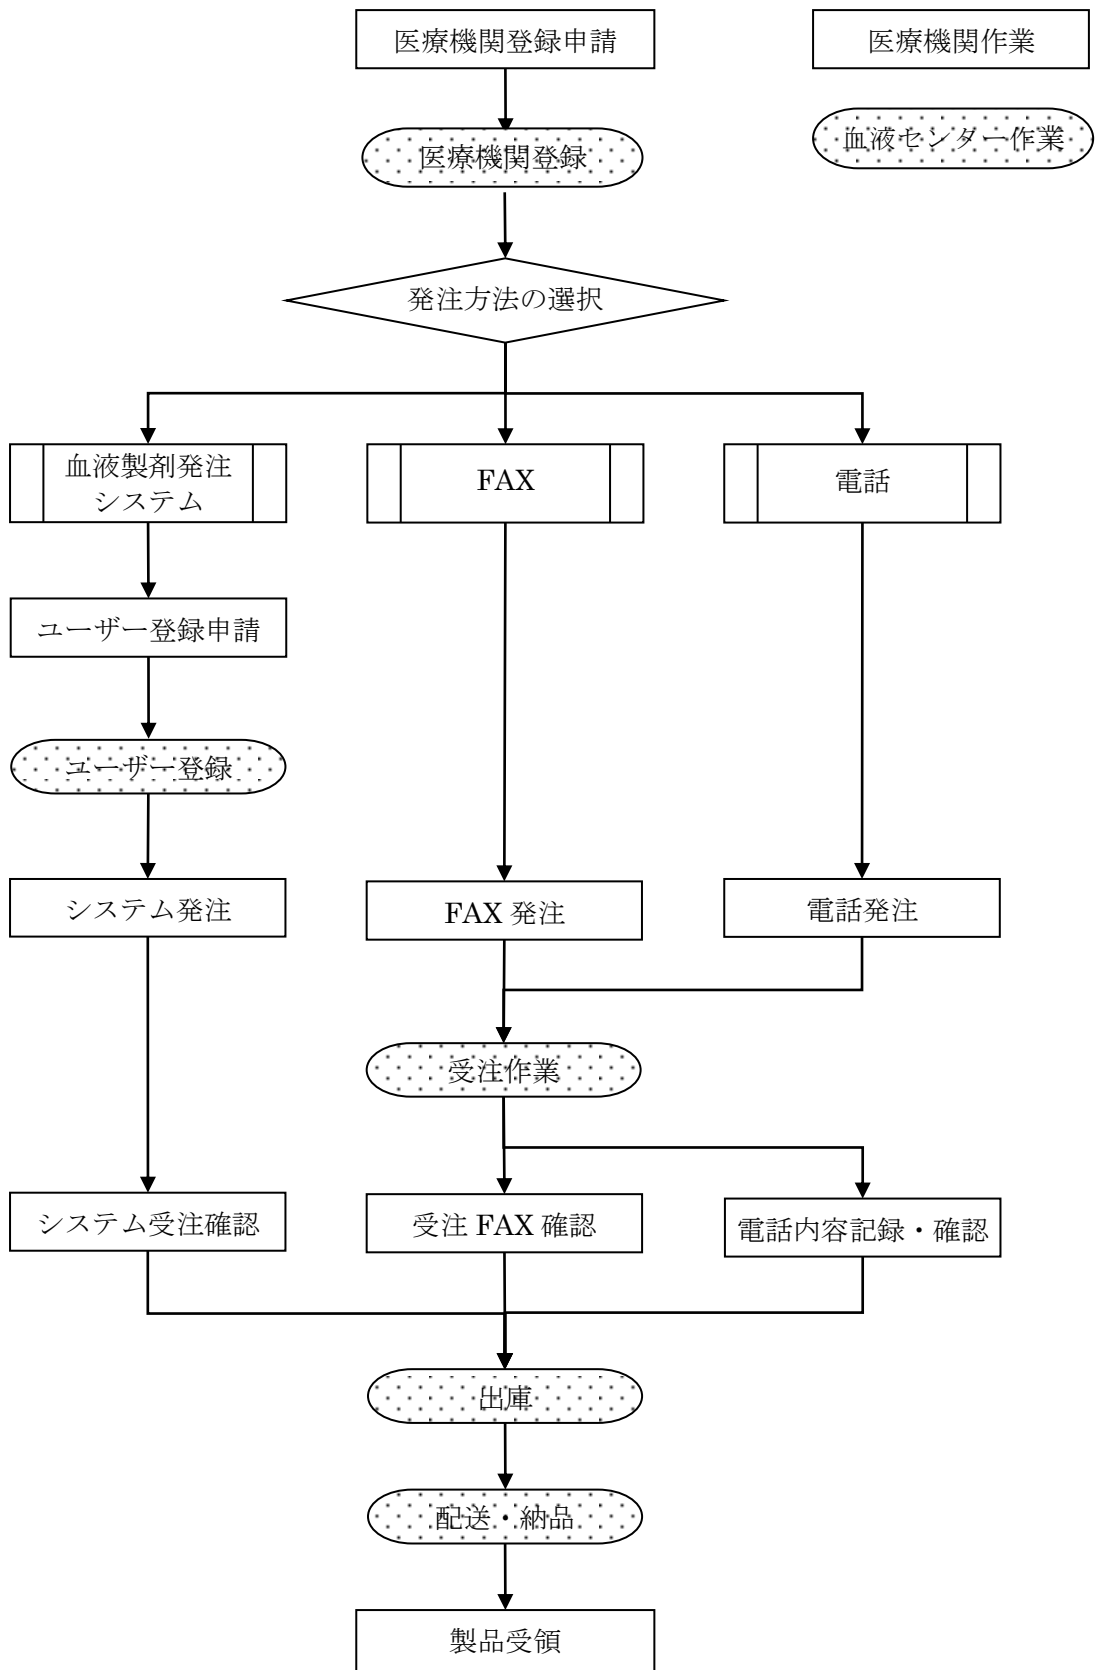 医療機関登録申請
医療機関作業
医療機関登録
血液センター作業
発注方法の選択
血液製剤発注
システム
FAX
電話
ユーザー登録申請
ユーザー登録
システム発注
FAX 発注
電話発注
受注作業
システム受注確認
受注 FAX 確認
電話内容記録・確認
出庫
配送・納品
製品受領